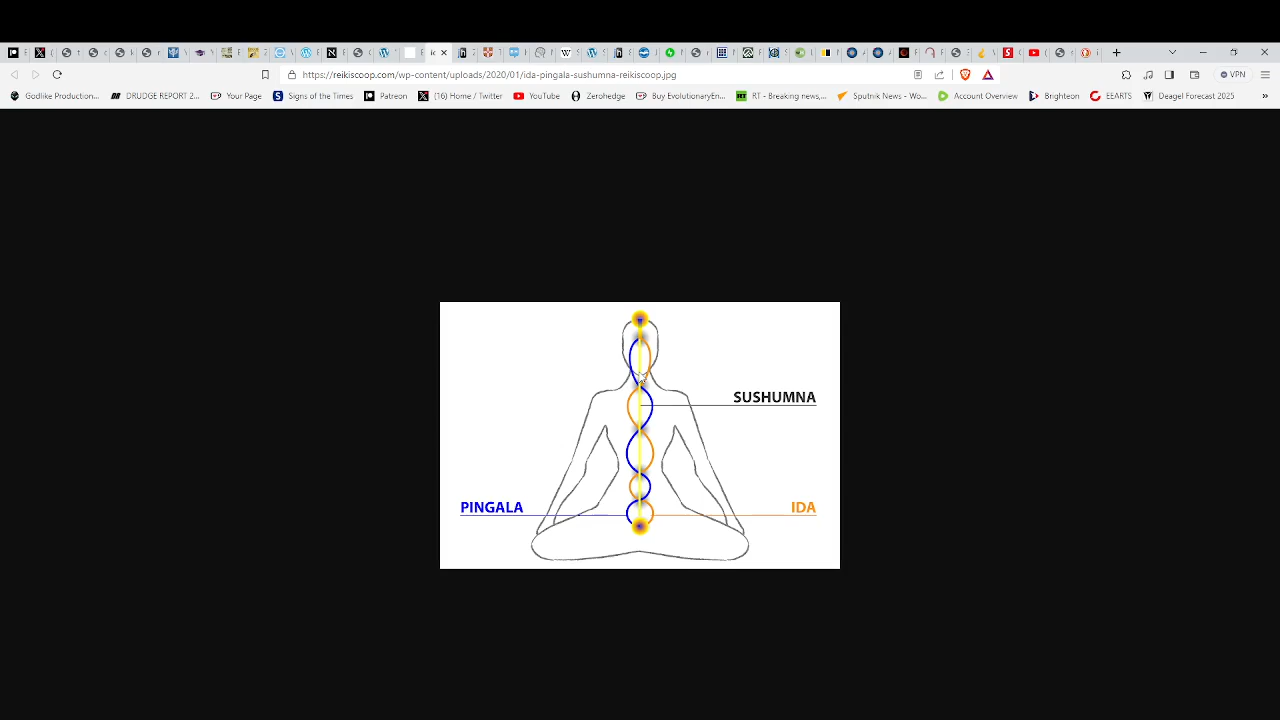 https://reikiscoop.com/wp-content/uploads/2020/01/ida-pingala-sushumna-reikiscoop.jpg
VPN
Godlike Production...
DRUDGE REPORT 2...
Your Page
Signs of the Times
Patreon
(16) Home / Twitter
YouTube
Zerohedge
Buy EvolutionaryEn...
RT - Breaking news,...
Sputnik News - Wo...
Account Overview
Brighteon
EEARTS
Deagel Forecast 2025
»
SUSHUMNA
PINGALA
IDA